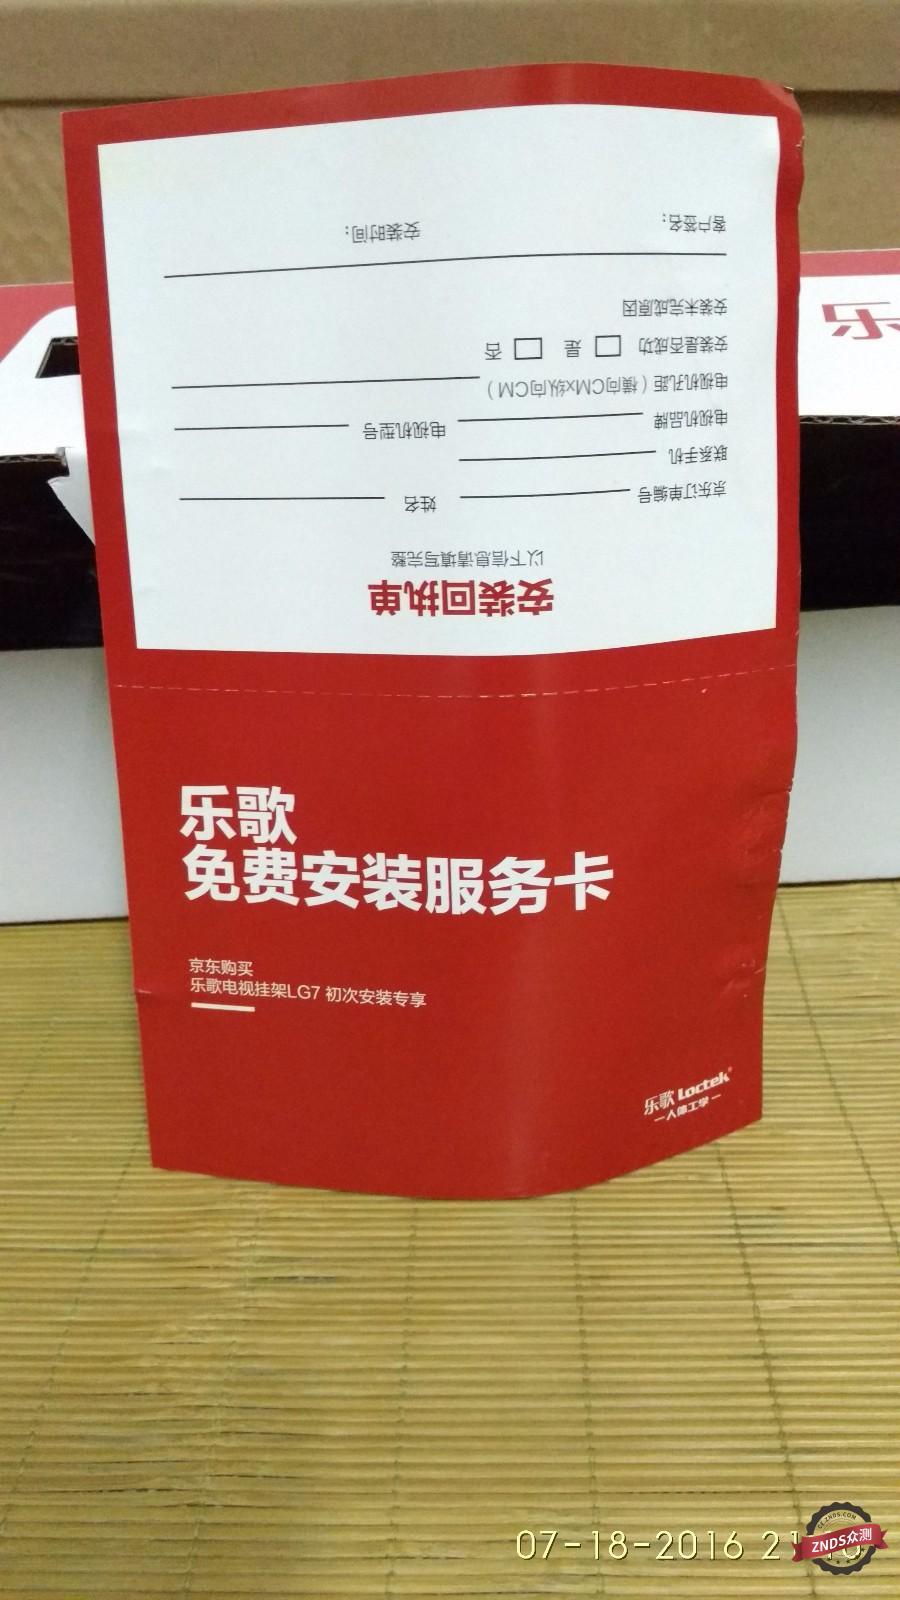 安装回执单
以下信息请填写完整
京东订单编号 姓名
联系手机
电视机品牌 电视机型号
电视机孔距（横向CM×纵向CM）
安装是否成功 是 否
安装未完成原因
客户签名： 安装时间：
乐
乐歌
免费安装服务卡
京东购买
乐歌电视挂架LG7 初次安装专享
乐歌 Loctek
人体工学
07-18-2016
ZNDS众测